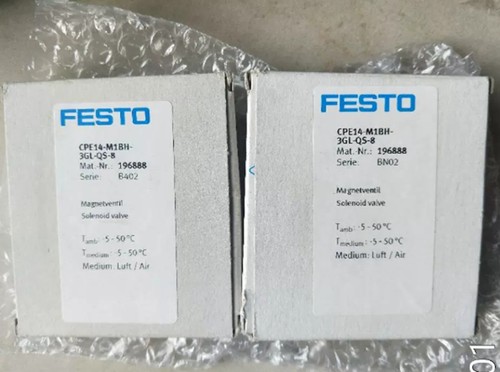 FESTO
CPE14-M1BH-
3GL-QS-8
Mat.-Nr.: 196888
Serie: B402
Magnetventil
Solenoid valve
Tamb: -5 - 50 °C
Tmedium: -5 - 50 °C
Medium: Luft / Air
FESTO
CPE14-M1BH-
3GL-QS-8
Mat.-Nr.: 196888
Serie: BN02
Magnetventil
Solenoid valve
Tamb: -5 - 50 °C
Tmedium: -5 - 50 °C
Medium: Luft / Air
01